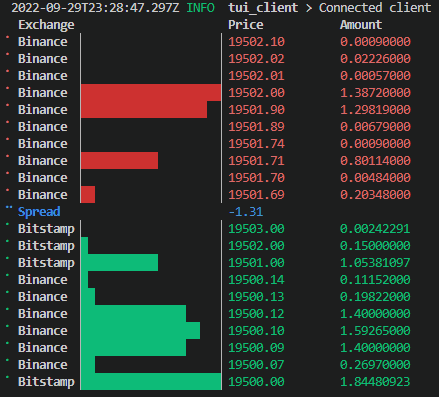 2022-09-29T23:28:47.297Z INFO tui_client > Connected client
Exchange Price Amount
Binance 19502.10 0.00090000
Binance 19502.02 0.02226000
Binance 19502.01 0.00057000
Binance 19502.00 1.38720000
Binance 19501.90 1.29819000
Binance 19501.89 0.00679000
Binance 19501.74 0.00090000
Binance 19501.71 0.80114000
Binance 19501.70 0.00484000
Binance 19501.69 0.20348000
Spread -1.31
Bitstamp 19503.00 0.00242291
Bitstamp 19502.00 0.15000000
Bitstamp 19501.00 1.05381097
Binance 19500.14 0.11152000
Binance 19500.13 0.19822000
Binance 19500.12 1.40000000
Binance 19500.10 1.59265000
Binance 19500.09 1.40000000
Binance 19500.07 0.26970000
Bitstamp 19500.00 1.84480923